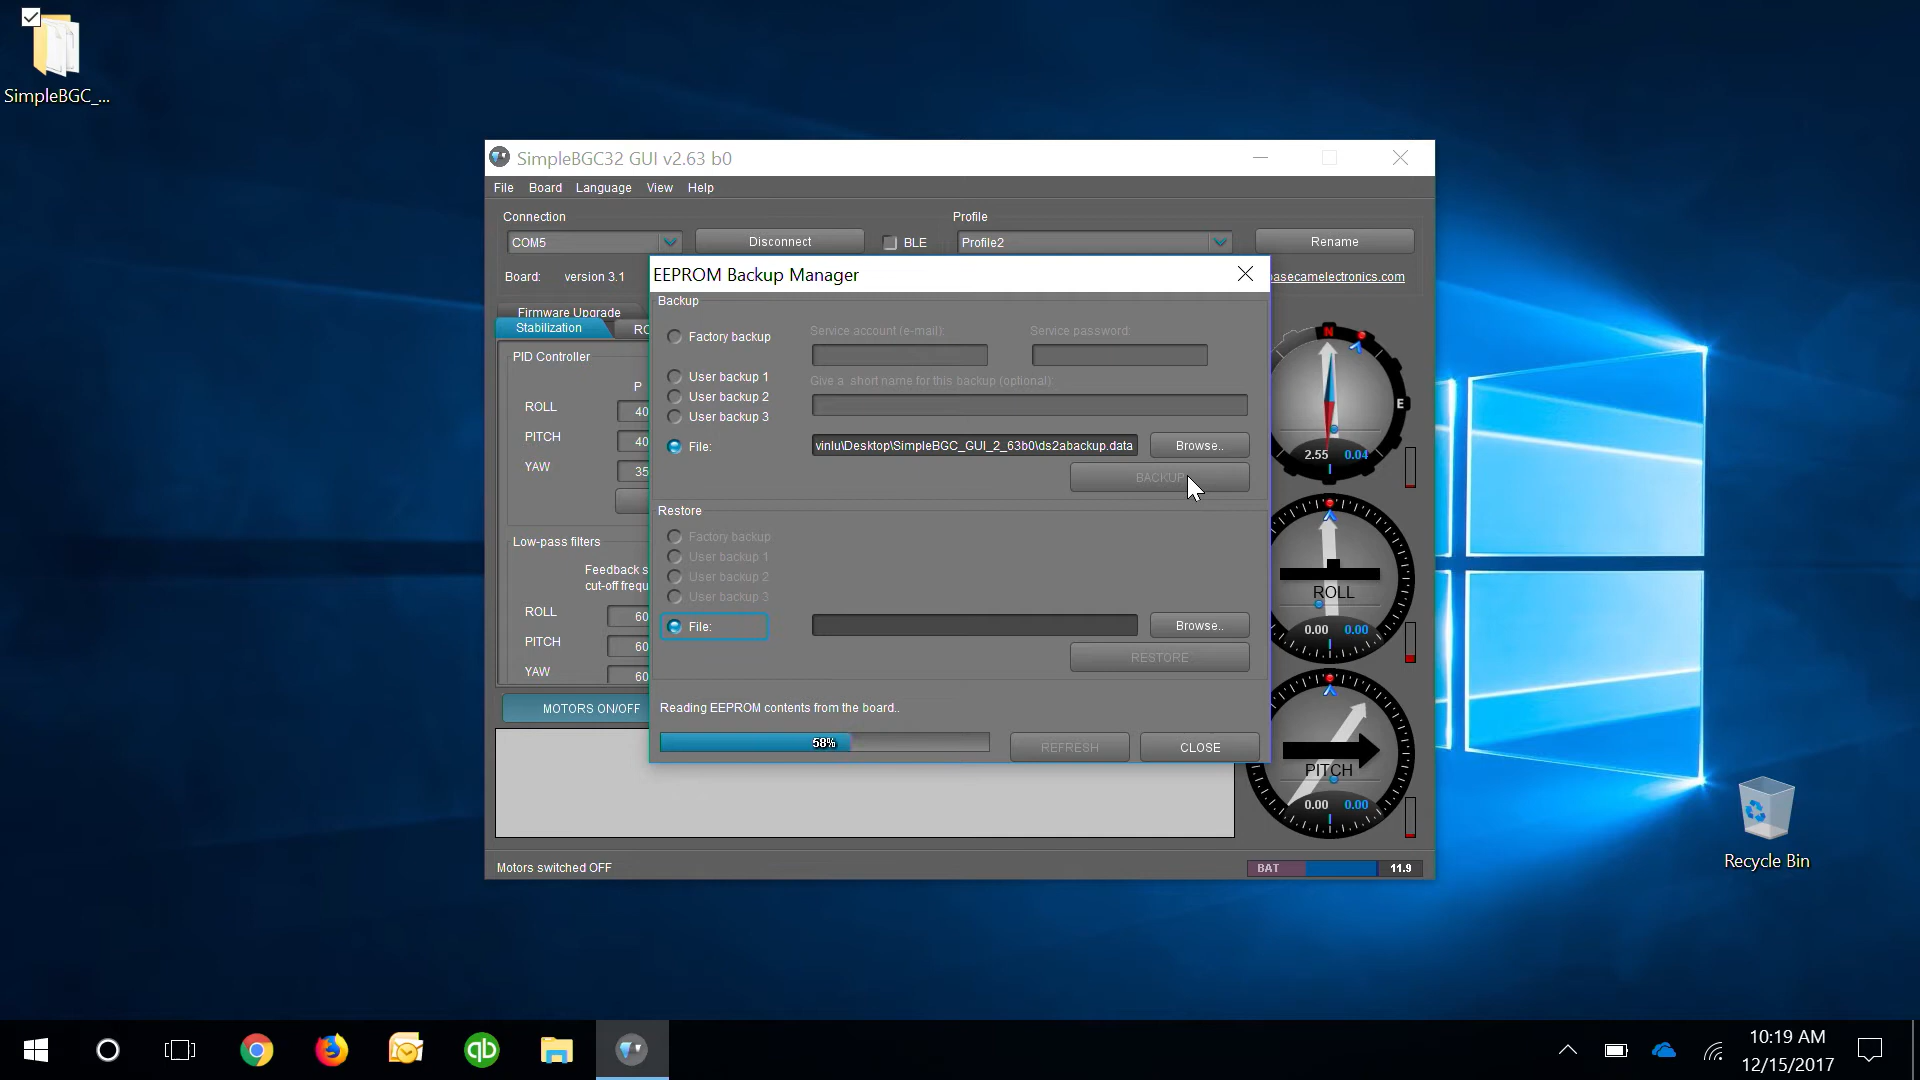 SimpleBGC_...
SimpleBGC32 GUI v2.63 b0
File Board Language View Help
Connection
Profile
COM5
Disconnect
BLE
Profile2
Rename
Board: version 3.1
basecamelectronics.com
Firmware Upgrade
Stabilization
RO
PID Controller
P
ROLL 40
PITCH 40
YAW 35
Low-pass filters
Feedback s
cut-off frequ
ROLL 60
PITCH 60
YAW 60
MOTORS ON/OFF
EEPROM Backup Manager
Backup
Factory backup
Service account (e-mail):
Service password:
User backup 1
Give a short name for this backup (optional):
User backup 2
User backup 3
File:
vinlu\Desktop\SimpleBGC_GUI_2_63b0\ds2abackup.data
Browse..
BACKUP
Restore
Factory backup
User backup 1
User backup 2
User backup 3
File:
Browse..
RESTORE
Reading EEPROM contents from the board..
58%
REFRESH
CLOSE
N
E
2.55 0.04
ROLL
0.00 0.00
PITCH
0.00 0.00
Motors switched OFF
BAT
11.9
Recycle Bin
qb
10:19 AM
12/15/2017